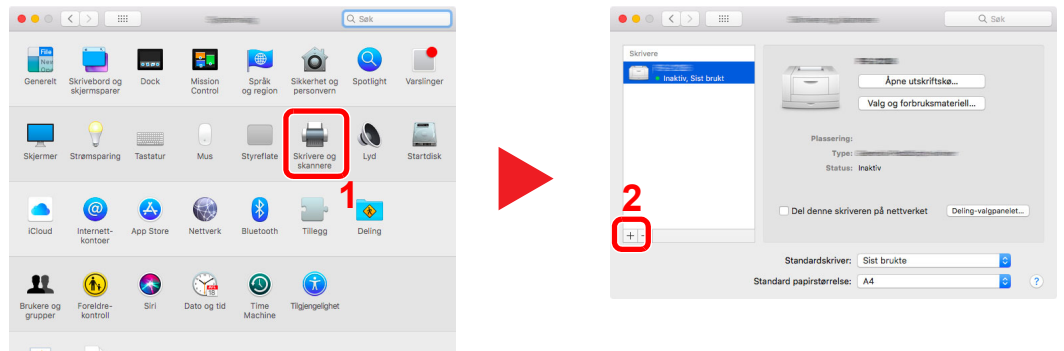 Søk
Generelt
Skrivebord og
skjermsparer
Dock
Mission
Control
Språk
og region
Sikkerhet og
personvern
Spotlight
Varslinger
Skjermer
Strømsparing
Tastatur
Mus
Styreflate
Skrivere og
skannere
Lyd
Startdisk
1
iCloud
Internett-
kontoer
App Store
Nettverk
Bluetooth
Tillegg
Deling
Brukere og
grupper
Foreldre-
kontroll
Siri
Dato og tid
Time
Machine
Tilgjengelighet
Søk
Skrivere
Inaktiv, Sist brukt
Åpne utskriftskø...
Valg og forbruksmateriell...
Plassering:
Type:
Status: Inaktiv
2
+ -
Del denne skriveren på nettverket Deling-valgpanelet...
Standardskriver: Sist brukte
Standard papirstørrelse: A4 ?